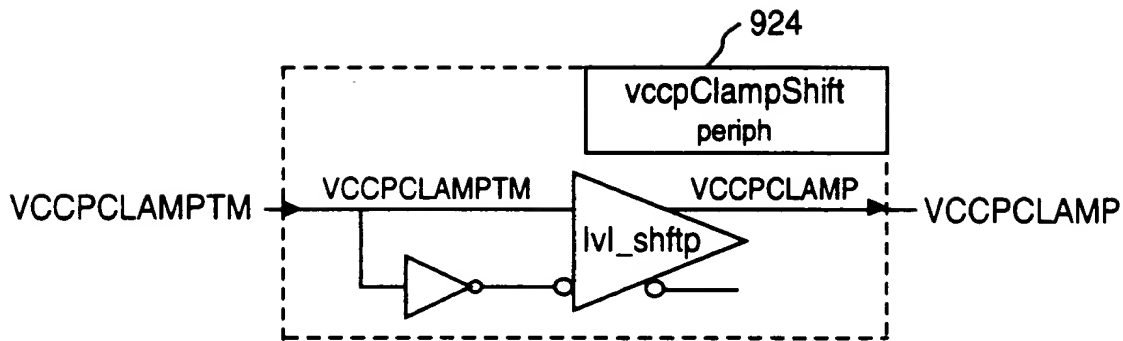 924
vccpClampShift
periph
VCCPCLAMPTM
VCCPCLAMPTM
VCCPCLAMP
VCCPCLAMP
lvl_shftp